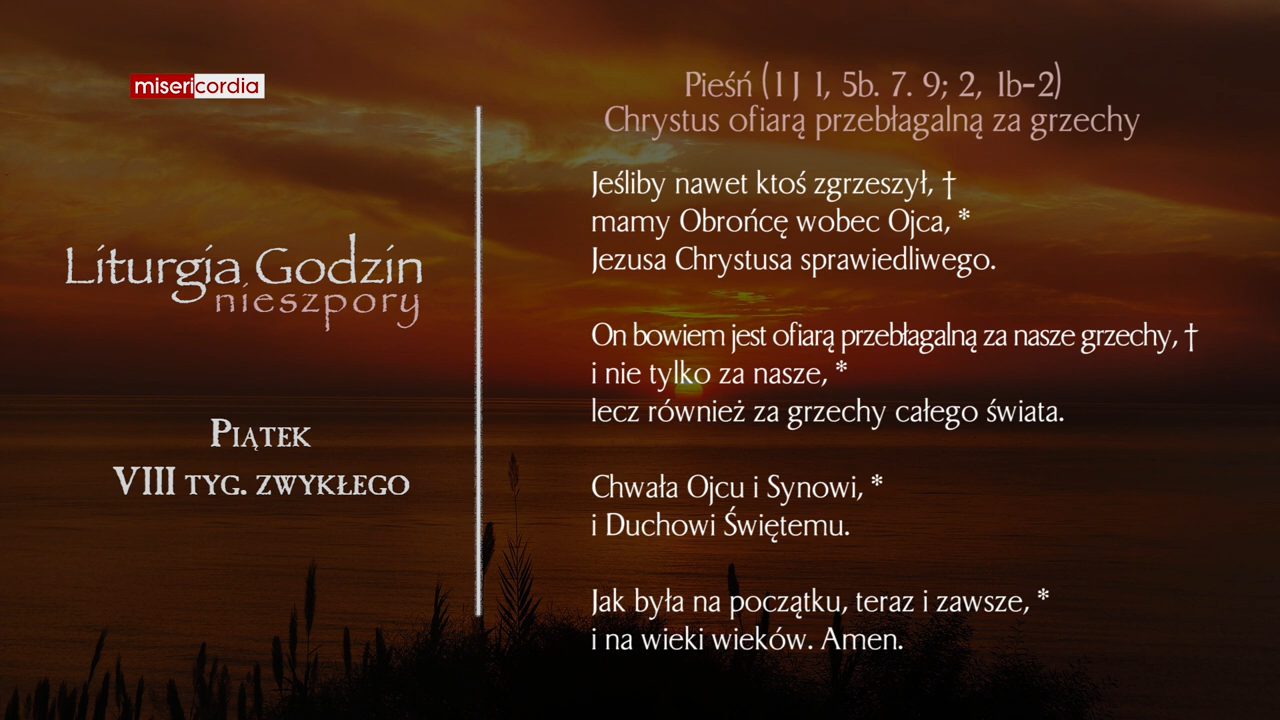 misericordia
Liturgia Godzin
nieszpory
Piątek
VIII tyg. zwykłego
Pieśń (1 J 1, 5b. 7. 9; 2, 1b-2)
Chrystus ofiarą przebłagalną za grzechy
Jeśliby nawet ktoś zgrzeszył, †
mamy Obrońcę wobec Ojca, *
Jezusa Chrystusa sprawiedliwego.
On bowiem jest ofiarą przebłagalną za nasze grzechy, †
i nie tylko za nasze, *
lecz również za grzechy całego świata.
Chwała Ojcu i Synowi, *
i Duchowi Świętemu.
Jak była na początku, teraz i zawsze, *
i na wieki wieków. Amen.